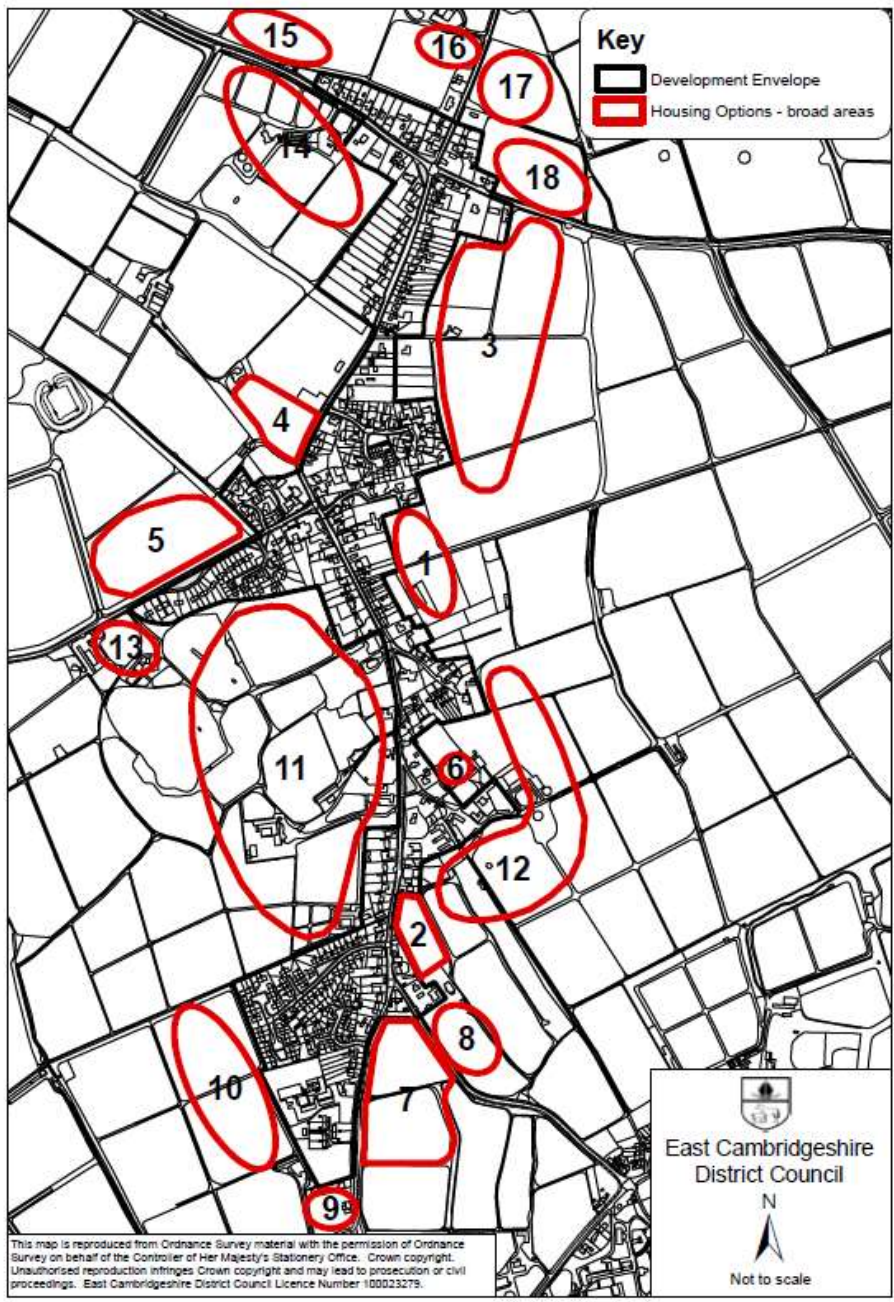 15
16
17
Key
Development Envelope
Housing Options - broad areas
14
18
3
4
5
1
13
11
6
12
2
8
10
7
9
East Cambridgeshire
District Council
N
Not to scale
This map is reproduced from Ordnance Survey material with the permission of Ordnance
Survey on behalf of the Controller of Her Majesty's Stationery Office. Crown copyright.
Unauthorised reproduction infringes Crown copyright and may lead to prosecution or civil
proceedings. East Cambridgeshire District Council Licence Number 100023279.